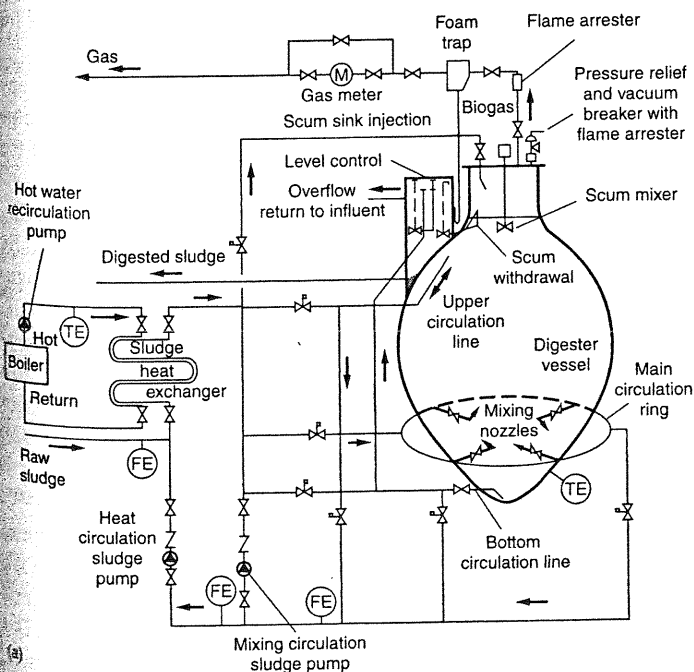 Foam
trap
Flame arrester
Gas
M
Gas meter
Biogas
Pressure relief
and vacuum
breaker with
flame arrester
Scum sink injection
Level control
Overflow
return to influent
Scum mixer
Hot water
recirculation
pump
Digested sludge
Scum
withdrawal
Upper
circulation
line
Digester
vessel
TE
Hot
Boiler
Return
Sludge
heat
exchanger
Main
circulation
ring
Mixing
nozzles
Raw
sludge
FE
TE
Heat
circulation
sludge
pump
Bottom
circulation line
FE
FE
Mixing circulation
sludge pump
(a)